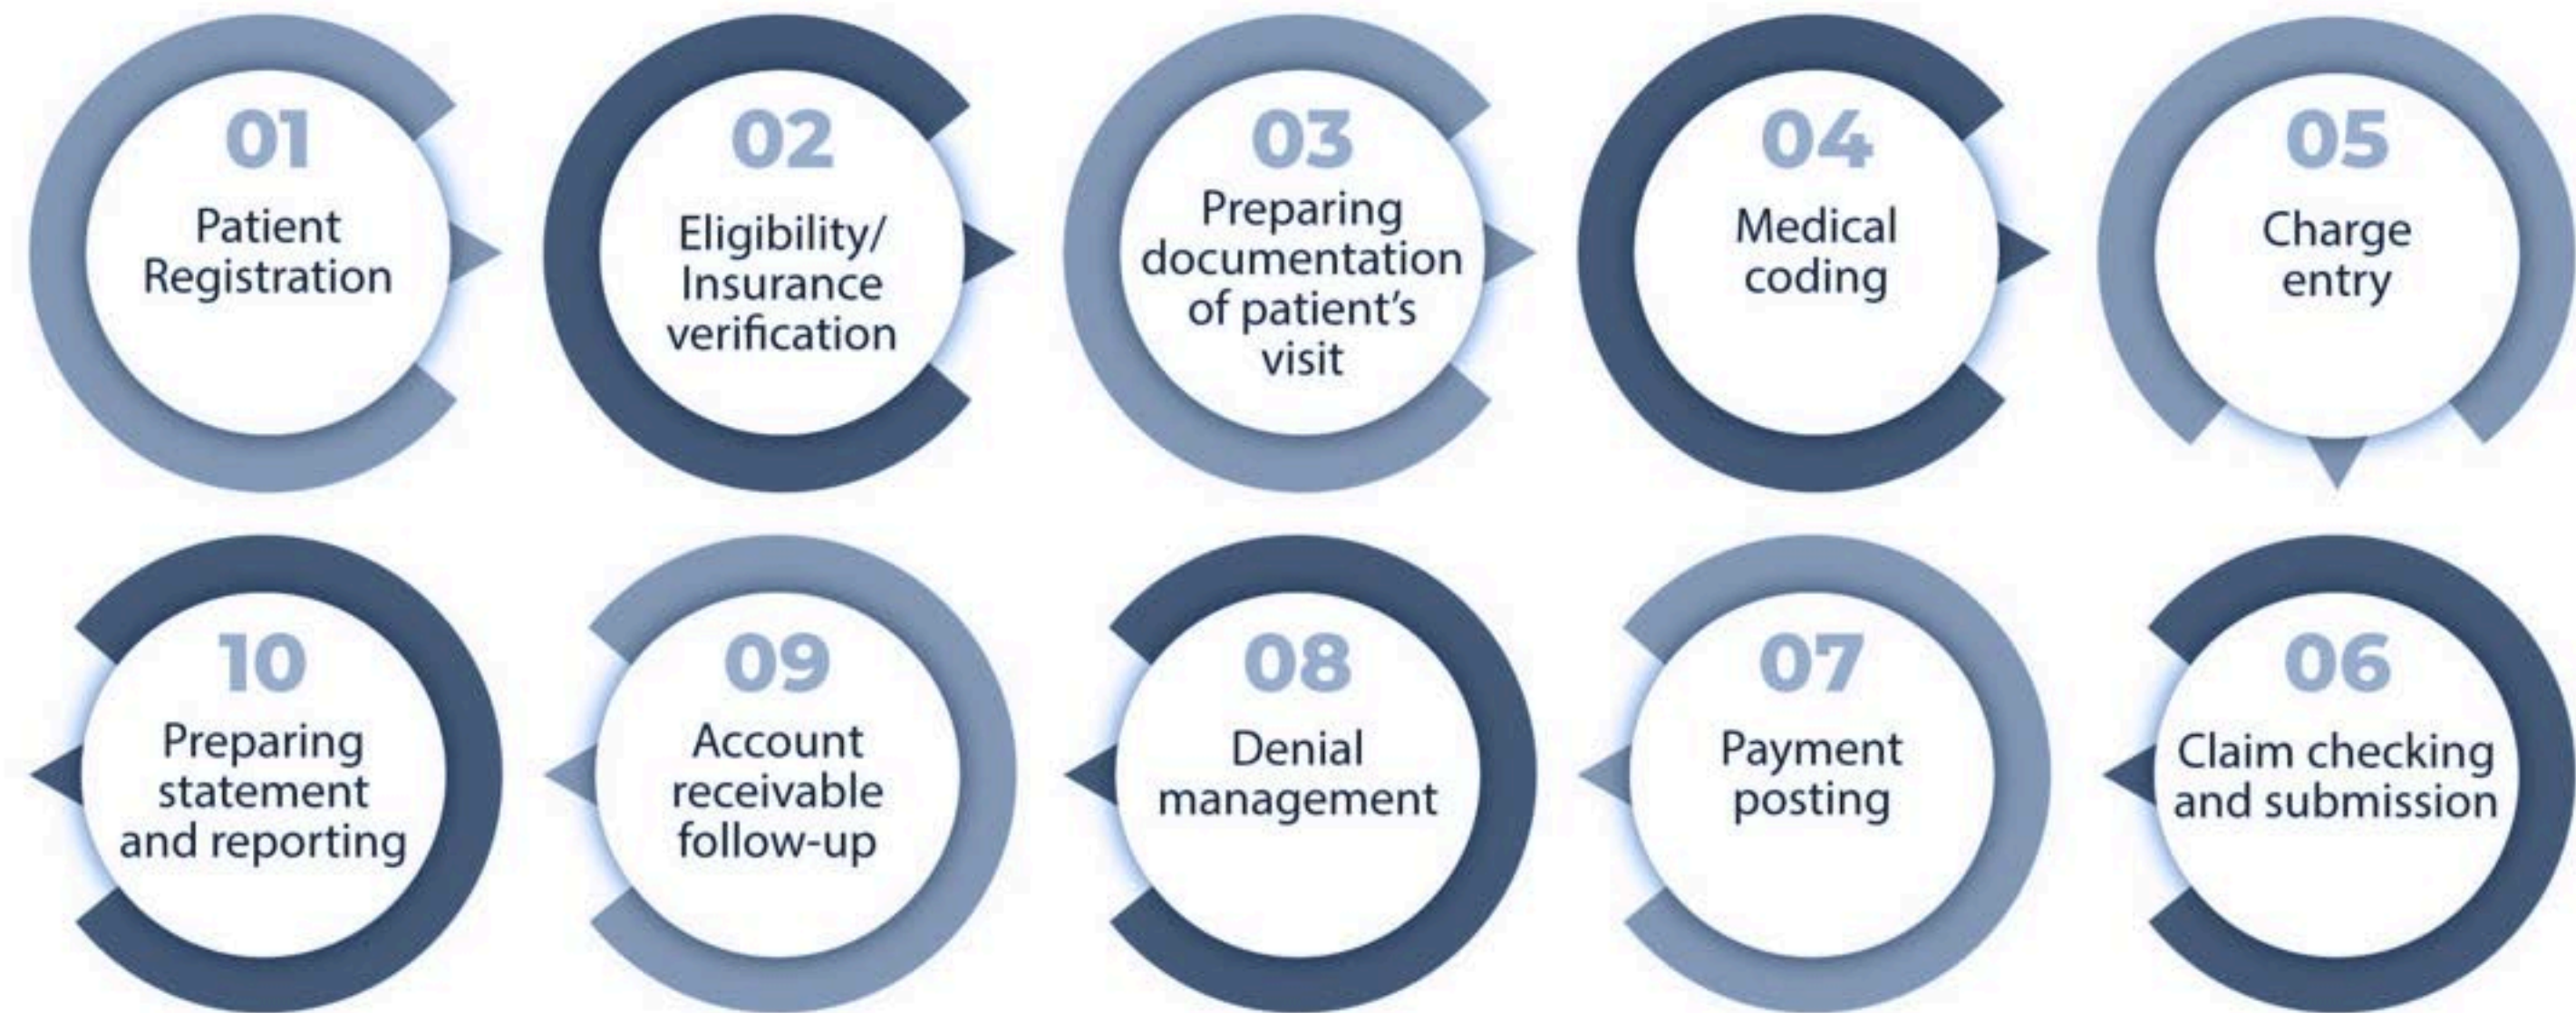 01
Patient
Registration
02
Eligibility/
Insurance
verification
03
Preparing
documentation
of patient’s
visit
04
Medical
coding
05
Charge
entry
06
Claim checking
and submission
07
Payment
posting
08
Denial
management
09
Account
receivable
follow-up
10
Preparing
statement
and reporting